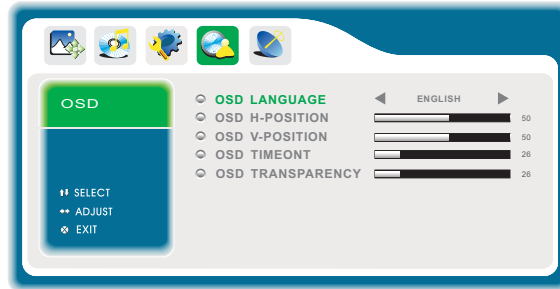 OSD
OSD LANGUAGE ENGLISH
OSD H-POSITION 50
OSD V-POSITION 50
OSD TIMEONT 26
OSD TRANSPARENCY 26
SELECT
ADJUST
EXIT